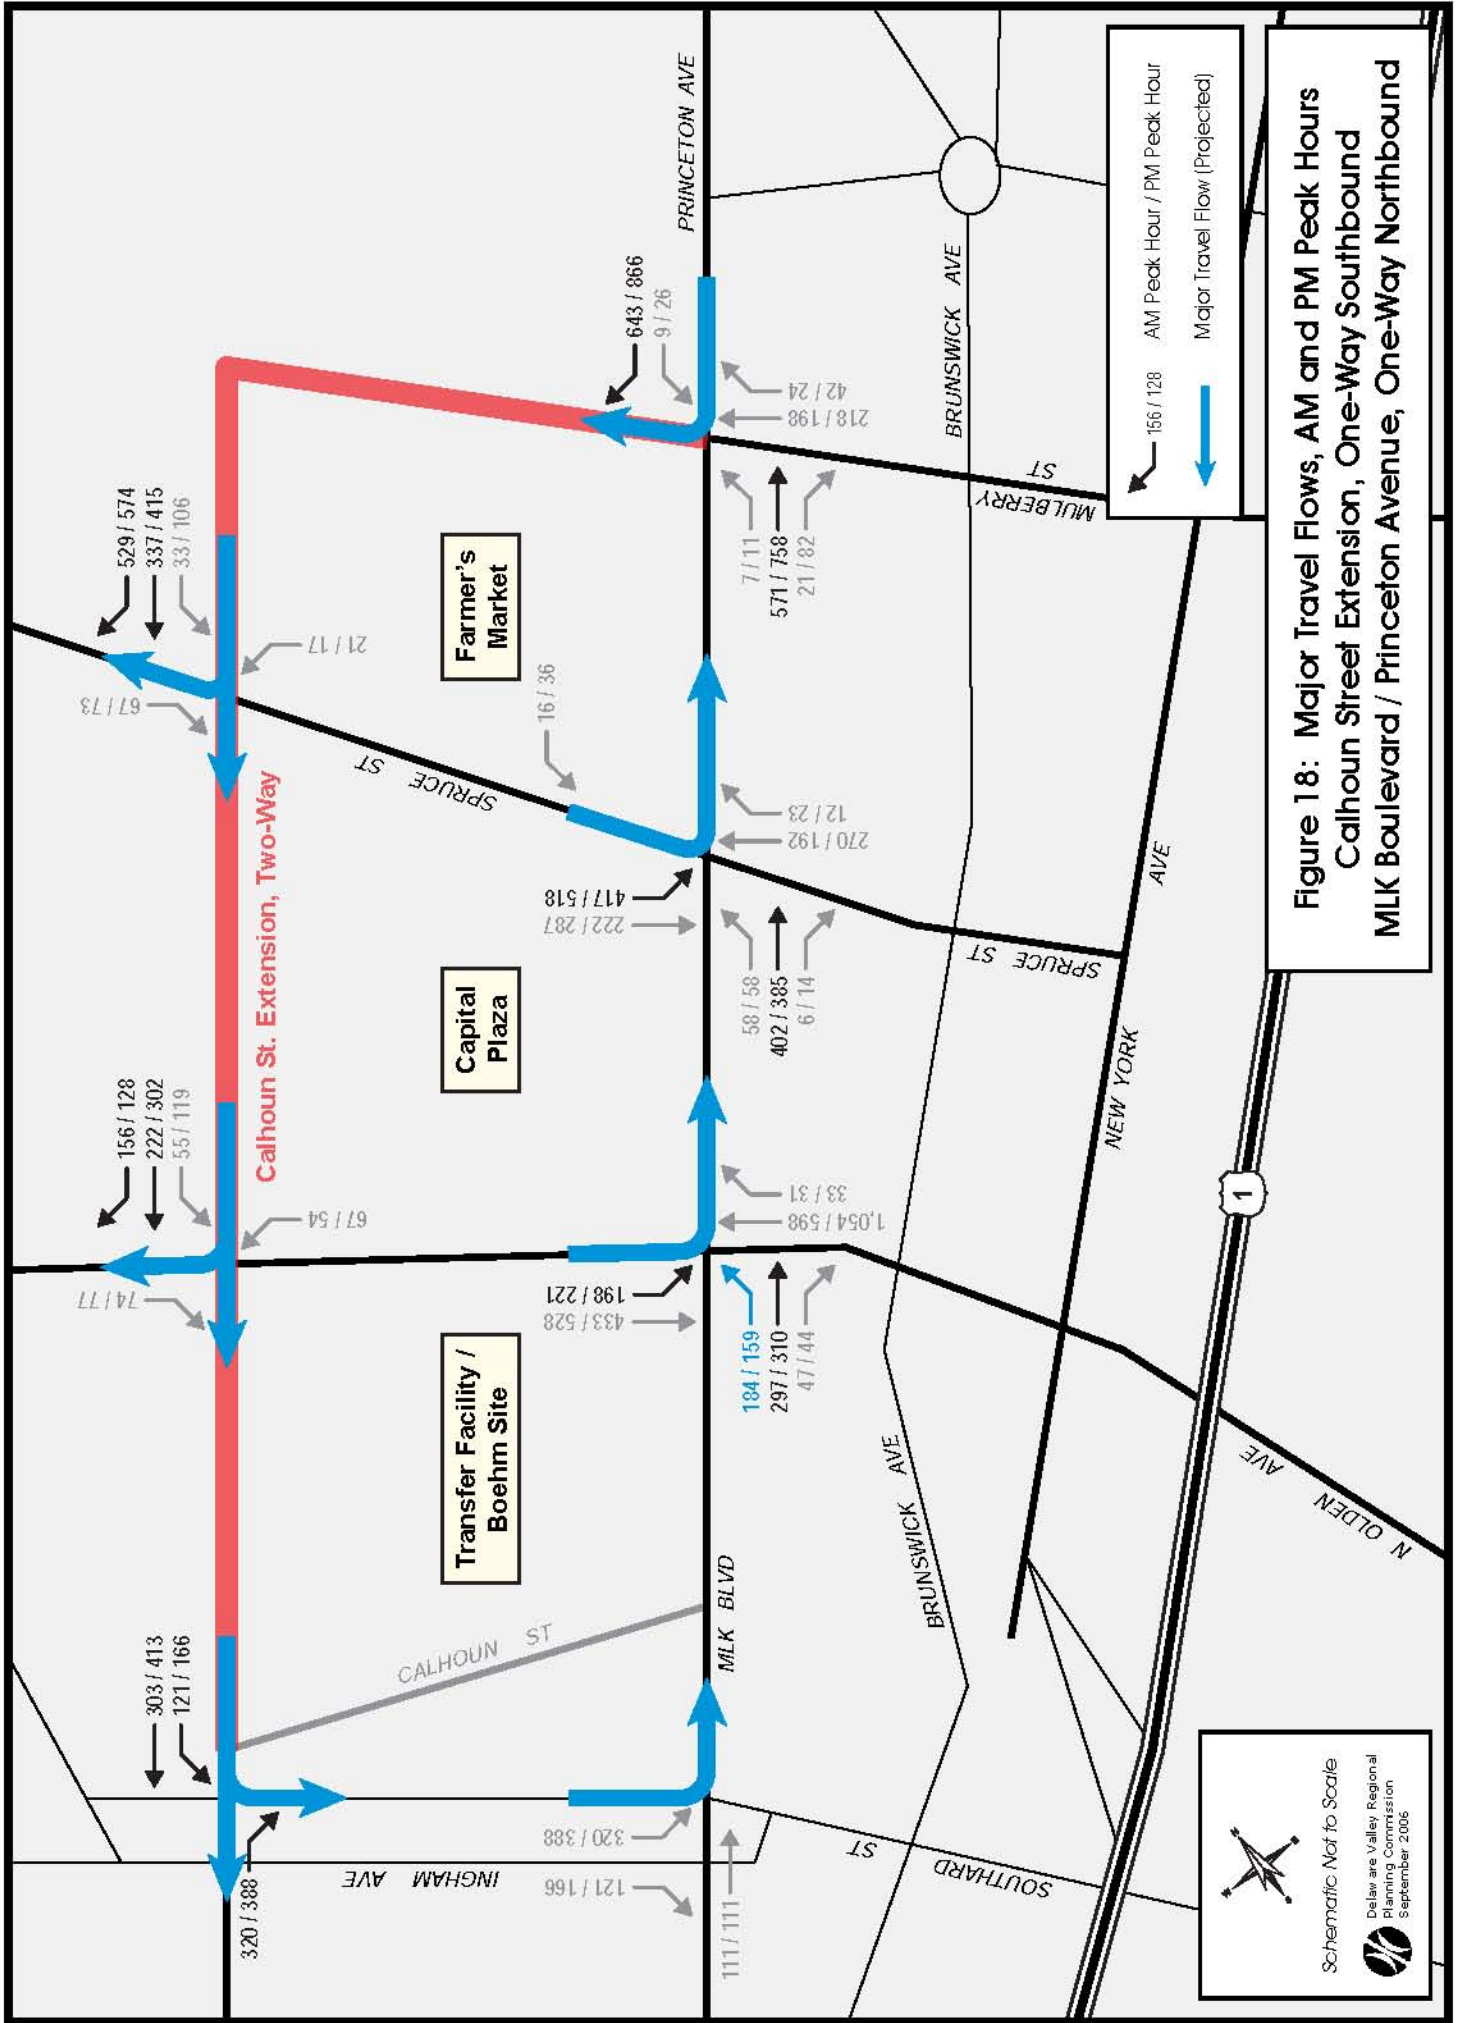 PRINCETON AVE
643 / 866
9 / 26
42 / 24
218 / 198
529 / 574
337 / 415
33 / 106
21 / 17
67 / 73
Farmer's
Market
7 / 11
571 / 758
21 / 82
BRUNSWICK AVE
MULBERRY
ST
156 / 128 AM Peak Hour / PM Peak Hour
Major Travel Flow (Projected)
Figure 18: Major Travel Flows, AM and PM Peak Hours
Calhoun Street Extension, One-Way Southbound
MLK Boulevard / Princeton Avenue, One-Way Northbound
SPRUCE ST
16 / 36
12 / 23
270 / 192
417 / 518
222 / 287
Calhoun St. Extension, Two-Way
Capital
Plaza
58 / 58
402 / 385
6 / 14
SPRUCE ST
NEW YORK AVE
156 / 128
222 / 302
55 / 119
67 / 54
74 / 77
33 / 31
1,054 / 598
198 / 221
433 / 528
184 / 159
297 / 310
47 / 44
1
Transfer Facility /
Boehm Site
BRUNSWICK AVE
N OLDEN AVE
MLK BLVD
CALHOUN ST
303 / 413
121 / 166
320 / 388
INGHAM AVE
320 / 388
121 / 166
111 / 111
SOUTHARD ST
Schematic Not to Scale
Delaware Valley Regional
Planning Commission
September 2006